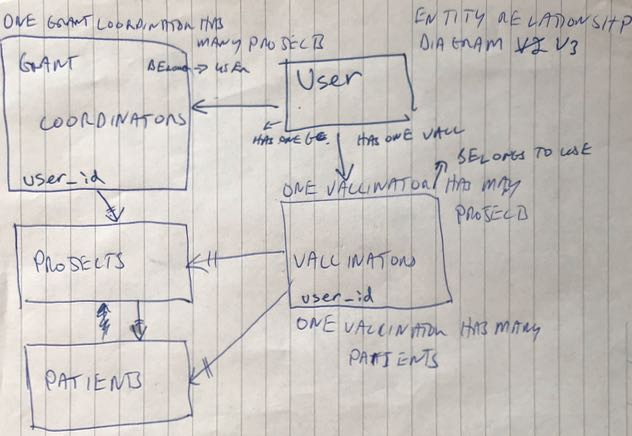 ONE GRANT COORDINATOR HAS
MANY PROJECTS
ENTITY RELATIONSHIP
DIAGRAM V2 V3
GRANT
BELONGS → USER
COORDINATORS
user_id
User
HAS ONE GC.
HAS ONE VACC
BELONGS TO USE
ONE VACCINATOR HAS MANY
PROJECTS
PROJECTS
VACCINATORS
user_id
ONE VACCINATOR HAS MANY
PATIENTS
PATIENTS